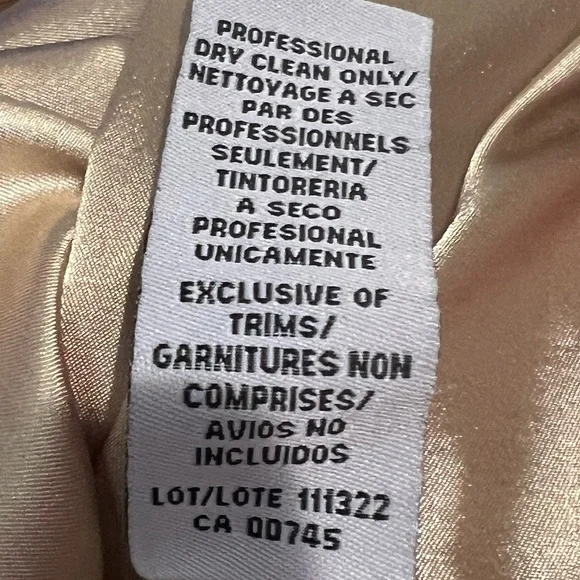 PROFESSIONAL
DRY CLEAN ONLY/
NETTOYAGE A SEC
PAR DES
PROFESSIONNELS
SEULEMENT/
TINTORERIA
A SECO
PROFESIONAL
UNICAMENTE
EXCLUSIVE OF
TRIMS/
GARNITURES NON
COMPRISES/
AVIOS NO
INCLUIDOS
LOT/LOTE 111322
CA 00745